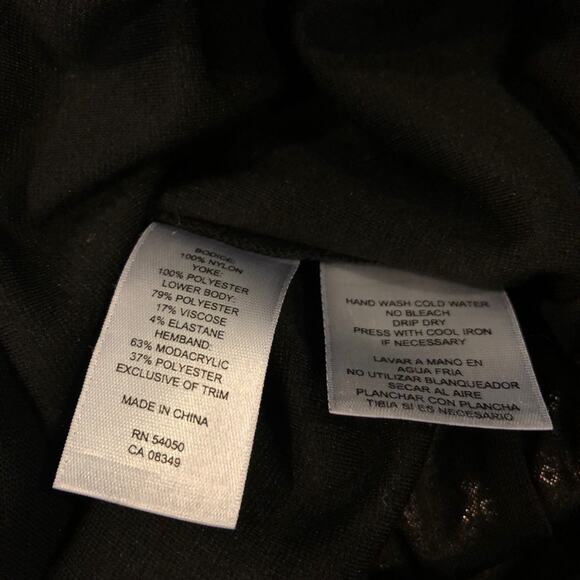 BODICE:
100% NYLON
YOKE:
100% POLYESTER
LOWER BODY:
79% POLYESTER
17% VISCOSE
4% ELASTANE
HEMBAND:
63% MODACRYLIC
37% POLYESTER
EXCLUSIVE OF TRIM
MADE IN CHINA
RN 54050
CA 08349
HAND WASH COLD WATER
NO BLEACH
DRIP DRY
PRESS WITH COOL IRON
IF NECESSARY
LAVAR A MANO EN
AGUA FRIA
NO UTILIZAR BLANQUEADOR
SECAR AL AIRE
PLANCHAR CON PLANCHA
TIBIA SI ES NECESARIO